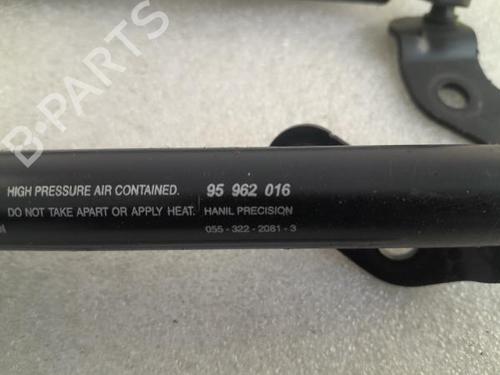 B-PARTS
HIGH PRESSURE AIR CONTAINED. 95 962 016
DO NOT TAKE APART OR APPLY HEAT. HANIL PRECISION
055 - 322 - 2081 - 3